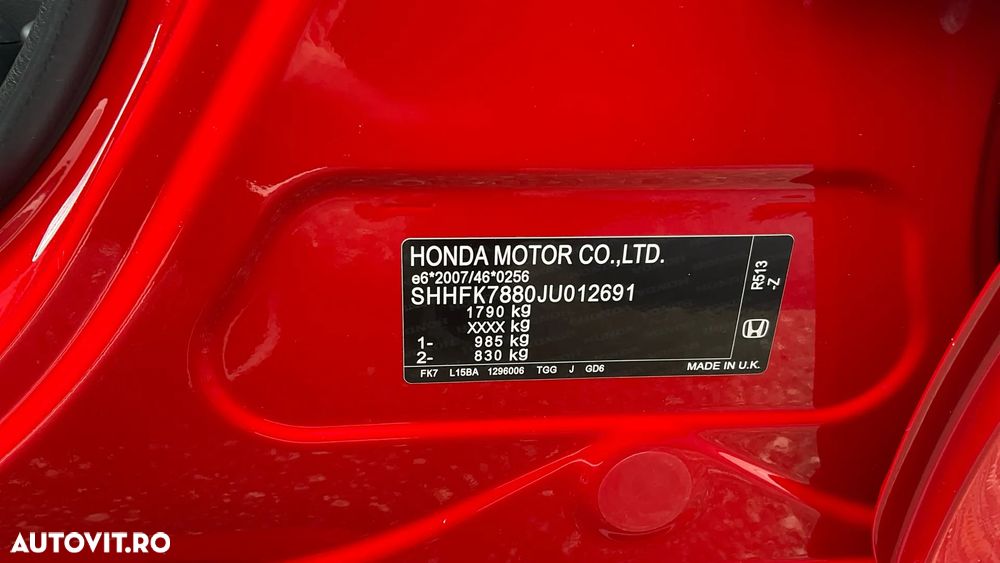 HONDA MOTOR CO.,LTD.
e6*2007/46*0256
SHHFK7880JU012691
1790 kg
XXXX kg
1- 985 kg
2- 830 kg
FK7 L15BA 1296006 TGG J GD6
MADE IN U.K.
R513
-Z
AUTOVIT.RO